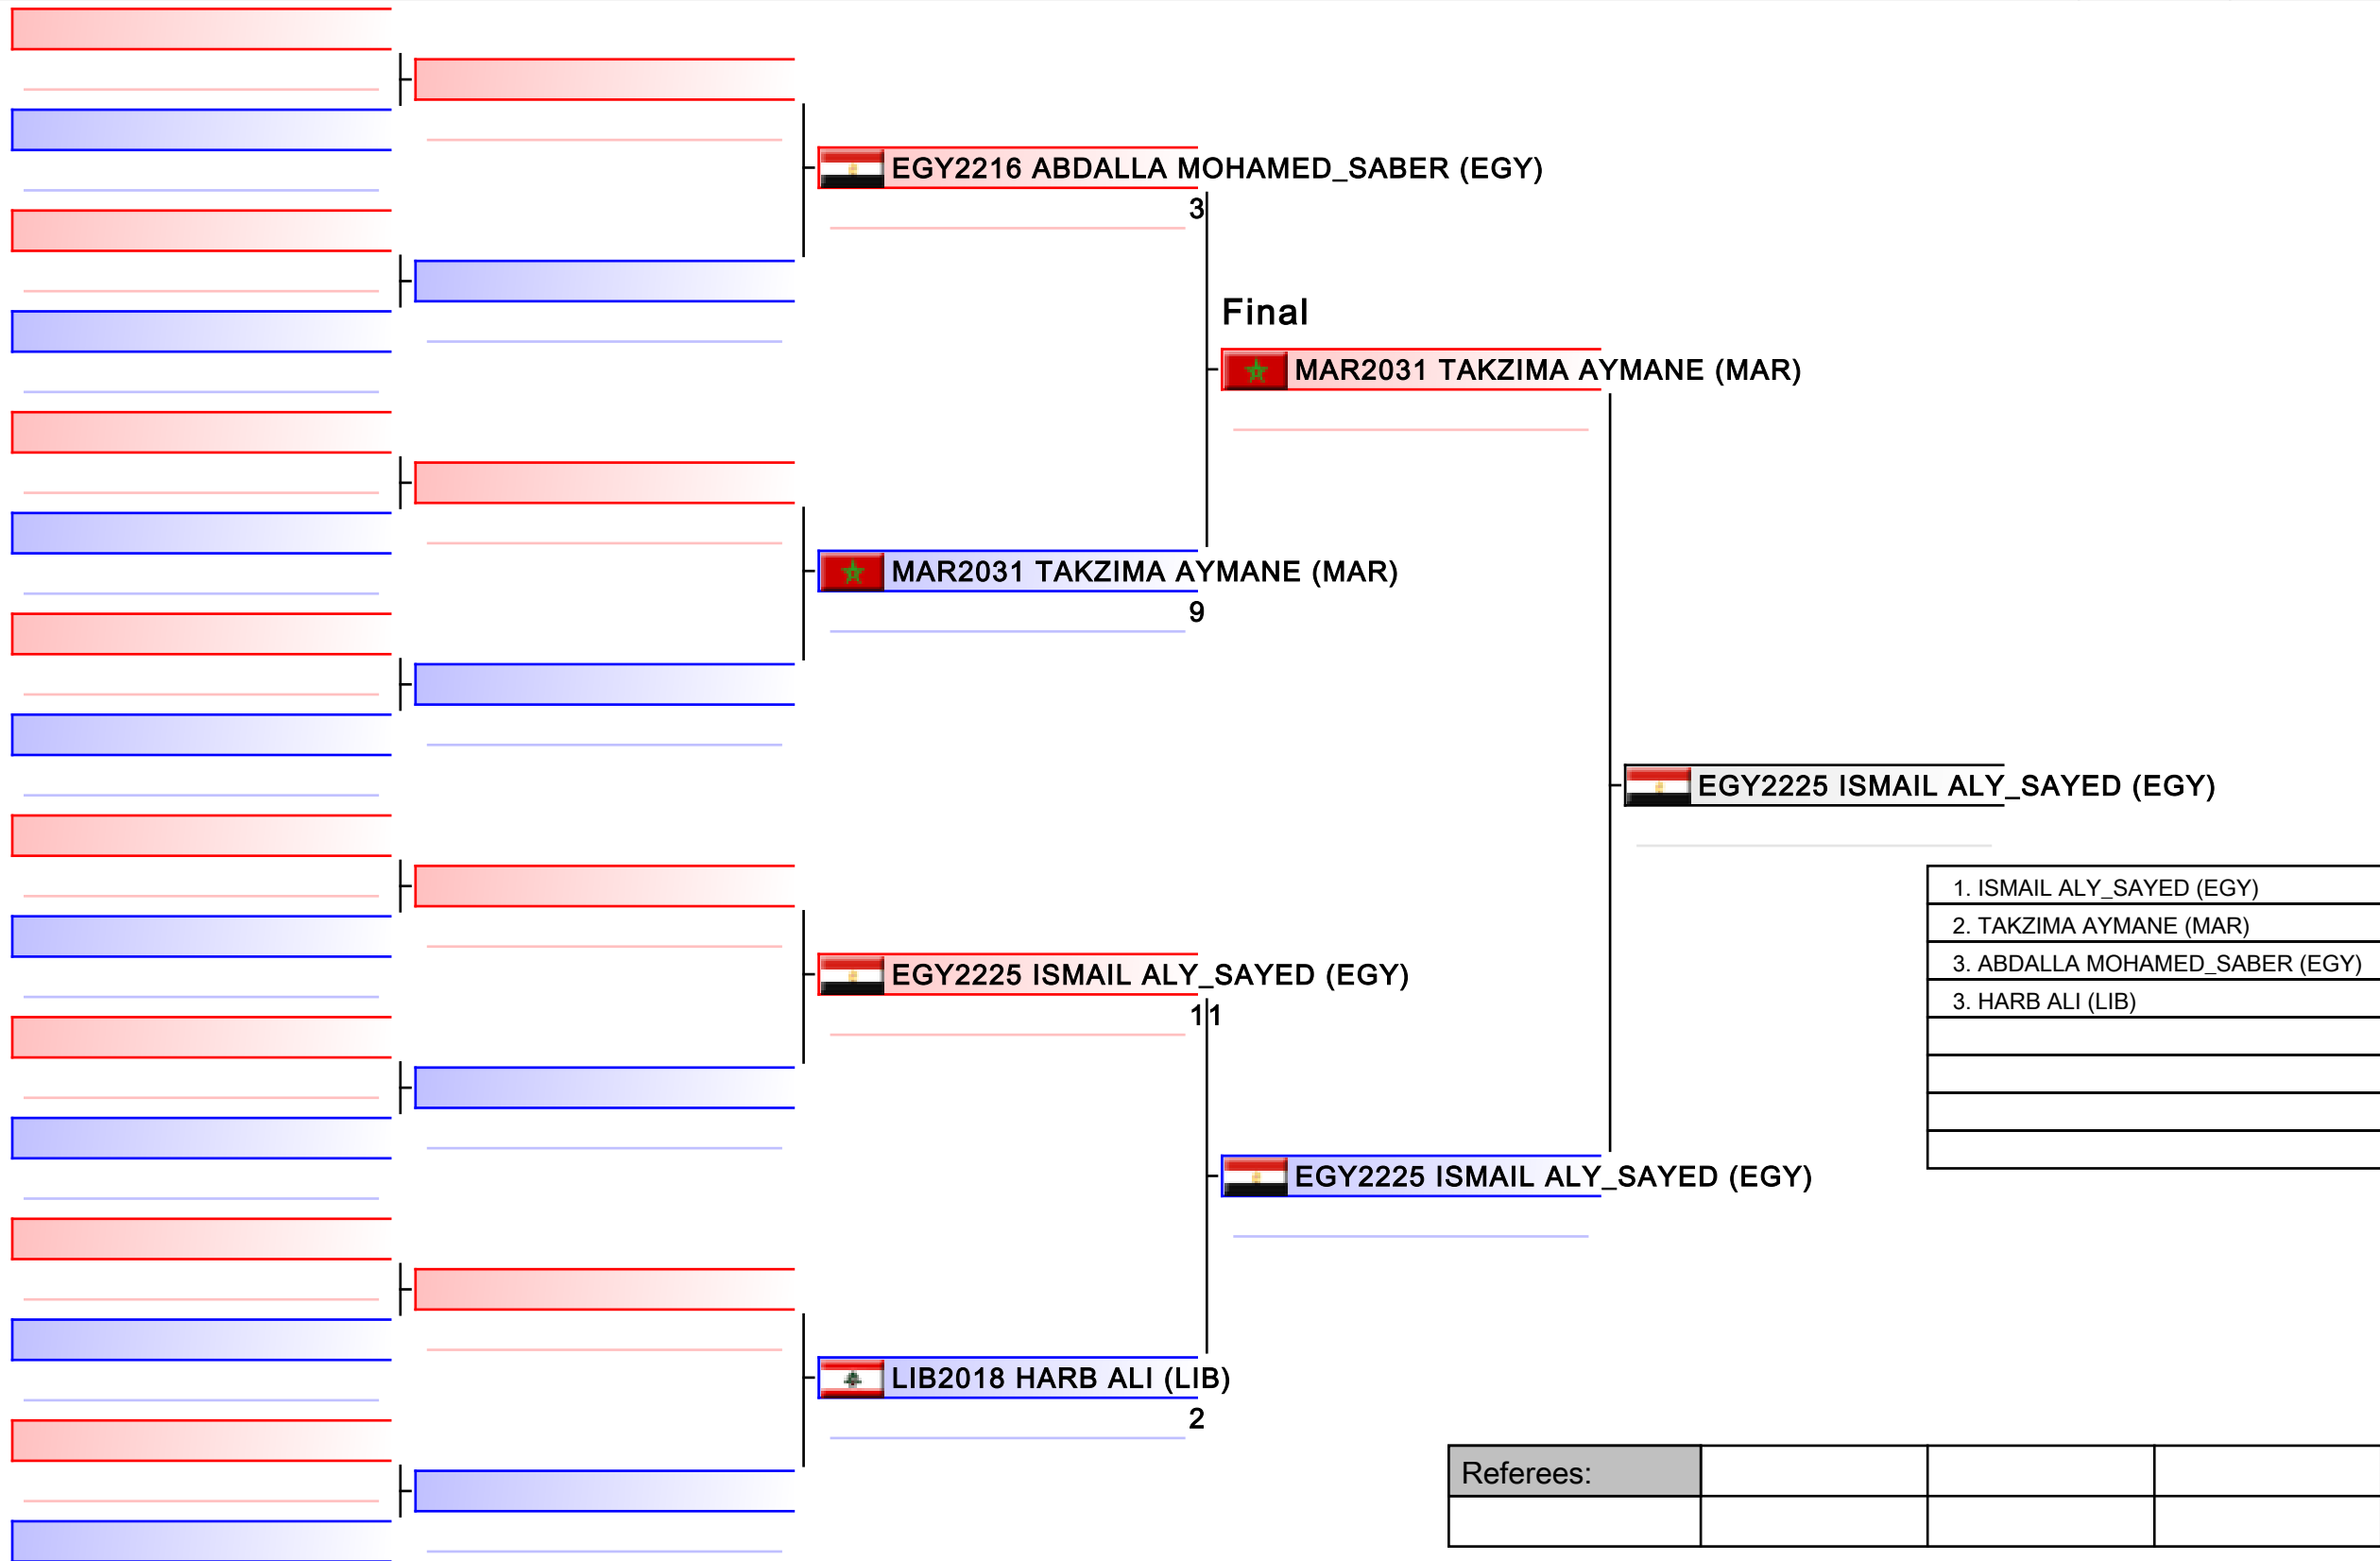 EGY2216 ABDALLA MOHAMED_SABER (EGY)
3
Final
MAR2031 TAKZIMA AYMANE (MAR)
MAR2031 TAKZIMA AYMANE (MAR)
9
EGY2225 ISMAIL ALY_SAYED (EGY)
1. ISMAIL ALY_SAYED (EGY)
2. TAKZIMA AYMANE (MAR)
3. ABDALLA MOHAMED_SABER (EGY)
3. HARB ALI (LIB)
EGY2225 ISMAIL ALY_SAYED (EGY)
11
EGY2225 ISMAIL ALY_SAYED (EGY)
LIB2018 HARB ALI (LIB)
2
Referees: